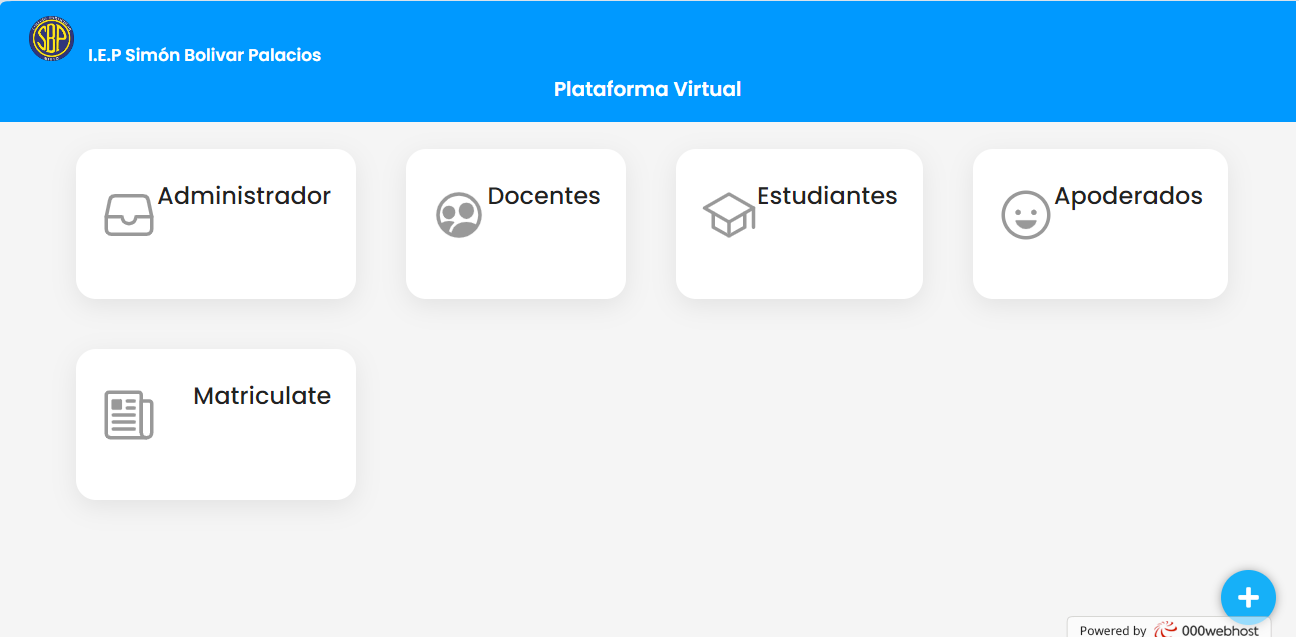 SBP
I.E.P Simón Bolivar Palacios
Plataforma Virtual
Administrador
Docentes
Estudiantes
Apoderados
Matriculate
Powered by 000webhost